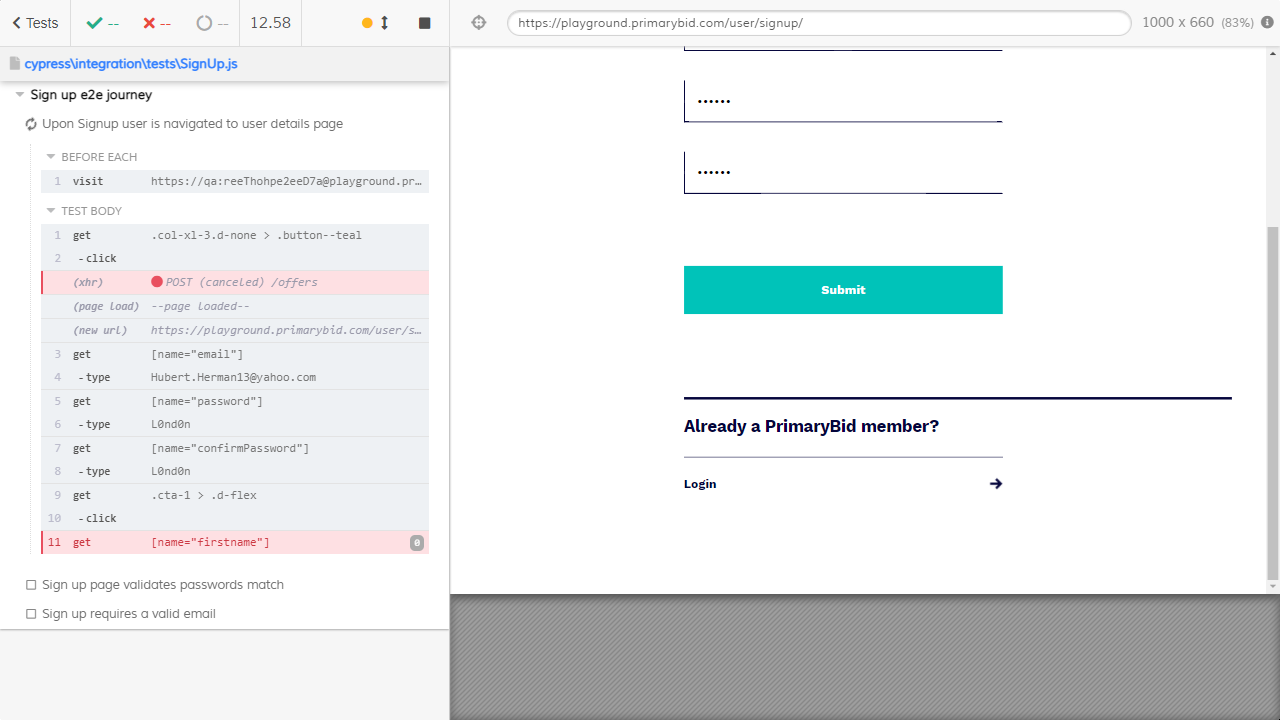 Tests -- -- -- 12.58
https://playground.primarybid.com/user/signup/ 1000 x 660 (83%)
cypress\integration\tests\SignUp.js
Sign up e2e journey
Upon Signup user is navigated to user details page
BEFORE EACH
1 visit https://qa:reeThohpe2eeD7a@playground.pr…
TEST BODY
1 get .col-xl-3.d-none > .button--teal
2 -click
(xhr) POST (canceled) /offers
(page load) --page loaded--
(new url) https://playground.primarybid.com/user/s…
3 get [name="email"]
4 -type Hubert.Herman13@yahoo.com
5 get [name="password"]
6 -type L0nd0n
7 get [name="confirmPassword"]
8 -type L0nd0n
9 get .cta-1 > .d-flex
10 -click
11 get [name="firstname"] 0
Sign up page validates passwords match
Sign up requires a valid email
••••••
••••••
Submit
Already a PrimaryBid member?
Login